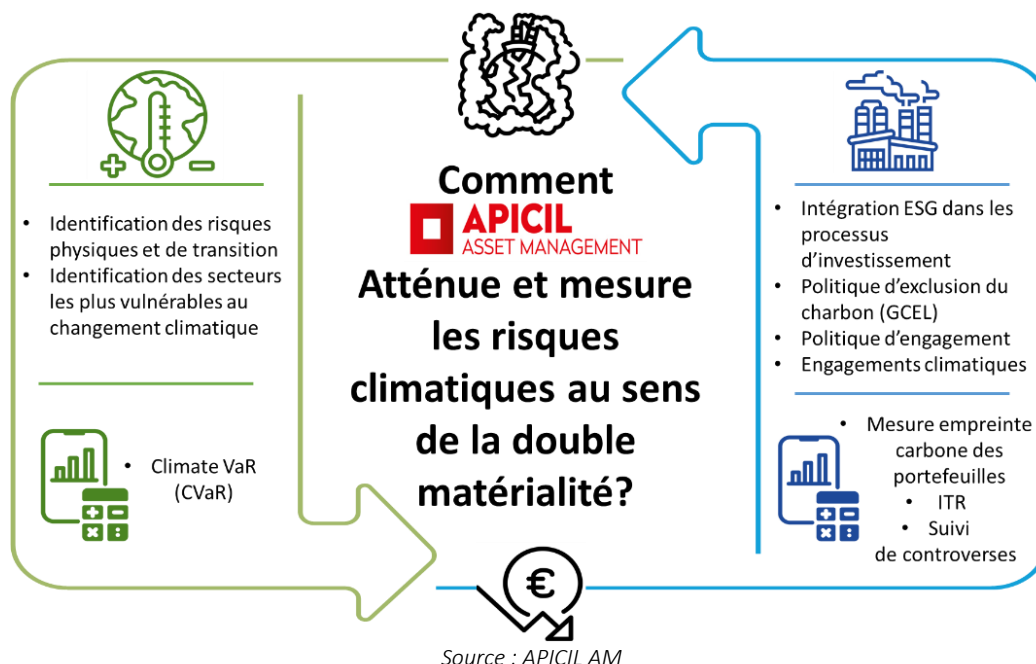 Comment
APICIL
ASSET MANAGEMENT
Atténue et mesure
les risques
climatiques au sens
de la double
matérialité?
• Identification des risques
physiques et de transition
• Identification des secteurs
les plus vulnérables au
changement climatique
• Climate VaR
(CVaR)
• Intégration ESG dans les
processus
d’investissement
• Politique d’exclusion du
charbon (GCEL)
• Politique d’engagement
• Engagements climatiques
• Mesure empreinte
carbone des
portefeuilles
• ITR
• Suivi
de controverses
€
Source : APICIL AM